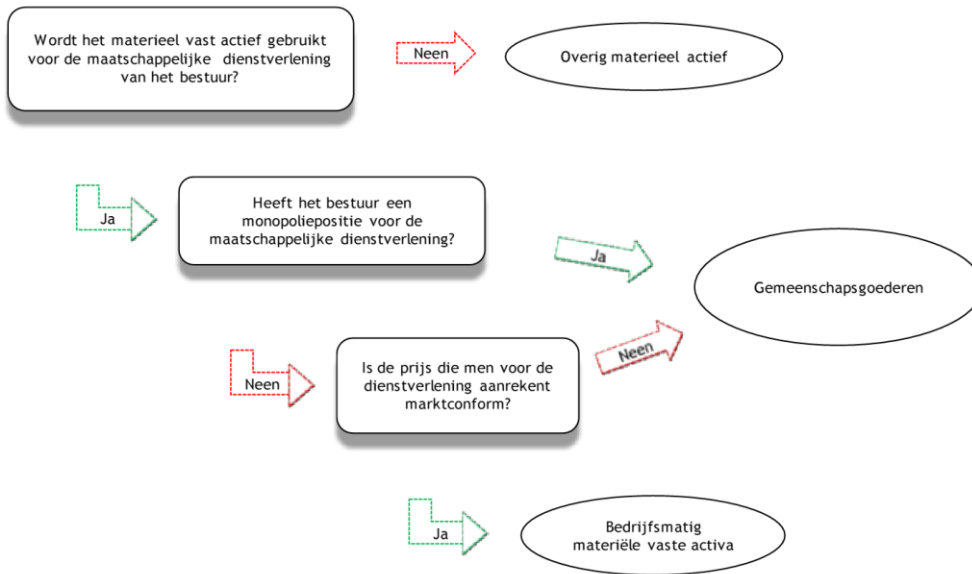 Wordt het materieel vast actief gebruikt
voor de maatschappelijke dienstverlening
van het bestuur?
Neen
Overig materieel actief
Ja
Heeft het bestuur een
monopoliepositie voor de
maatschappelijke dienstverlening?
Ja
Gemeenschapsgoederen
Neen
Is de prijs die men voor de
dienstverlening aanrekent
marktconform?
Neen
Ja
Bedrijfsmatig
materiële vaste activa